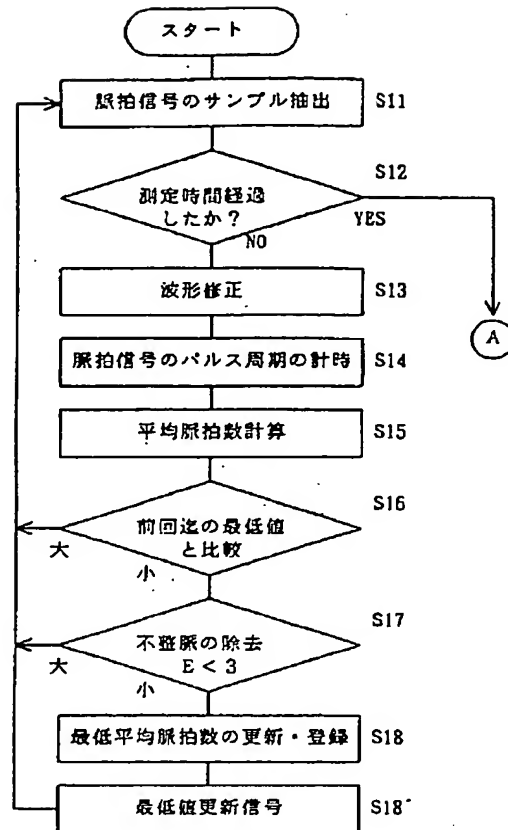 スタート
脈拍信号のサンプル抽出 S11
S12
測定時間経過
したか?
YES
NO
波形修正 S13
A
脈拍信号のパルス周期の計時 S14
平均脈拍数計算 S15
S16
前回迄の最低値
と比較
大
小
S17
不整脈の除去
E<3
大
小
最低平均脈拍数の更新・登録 S18
最低値更新信号 S18'